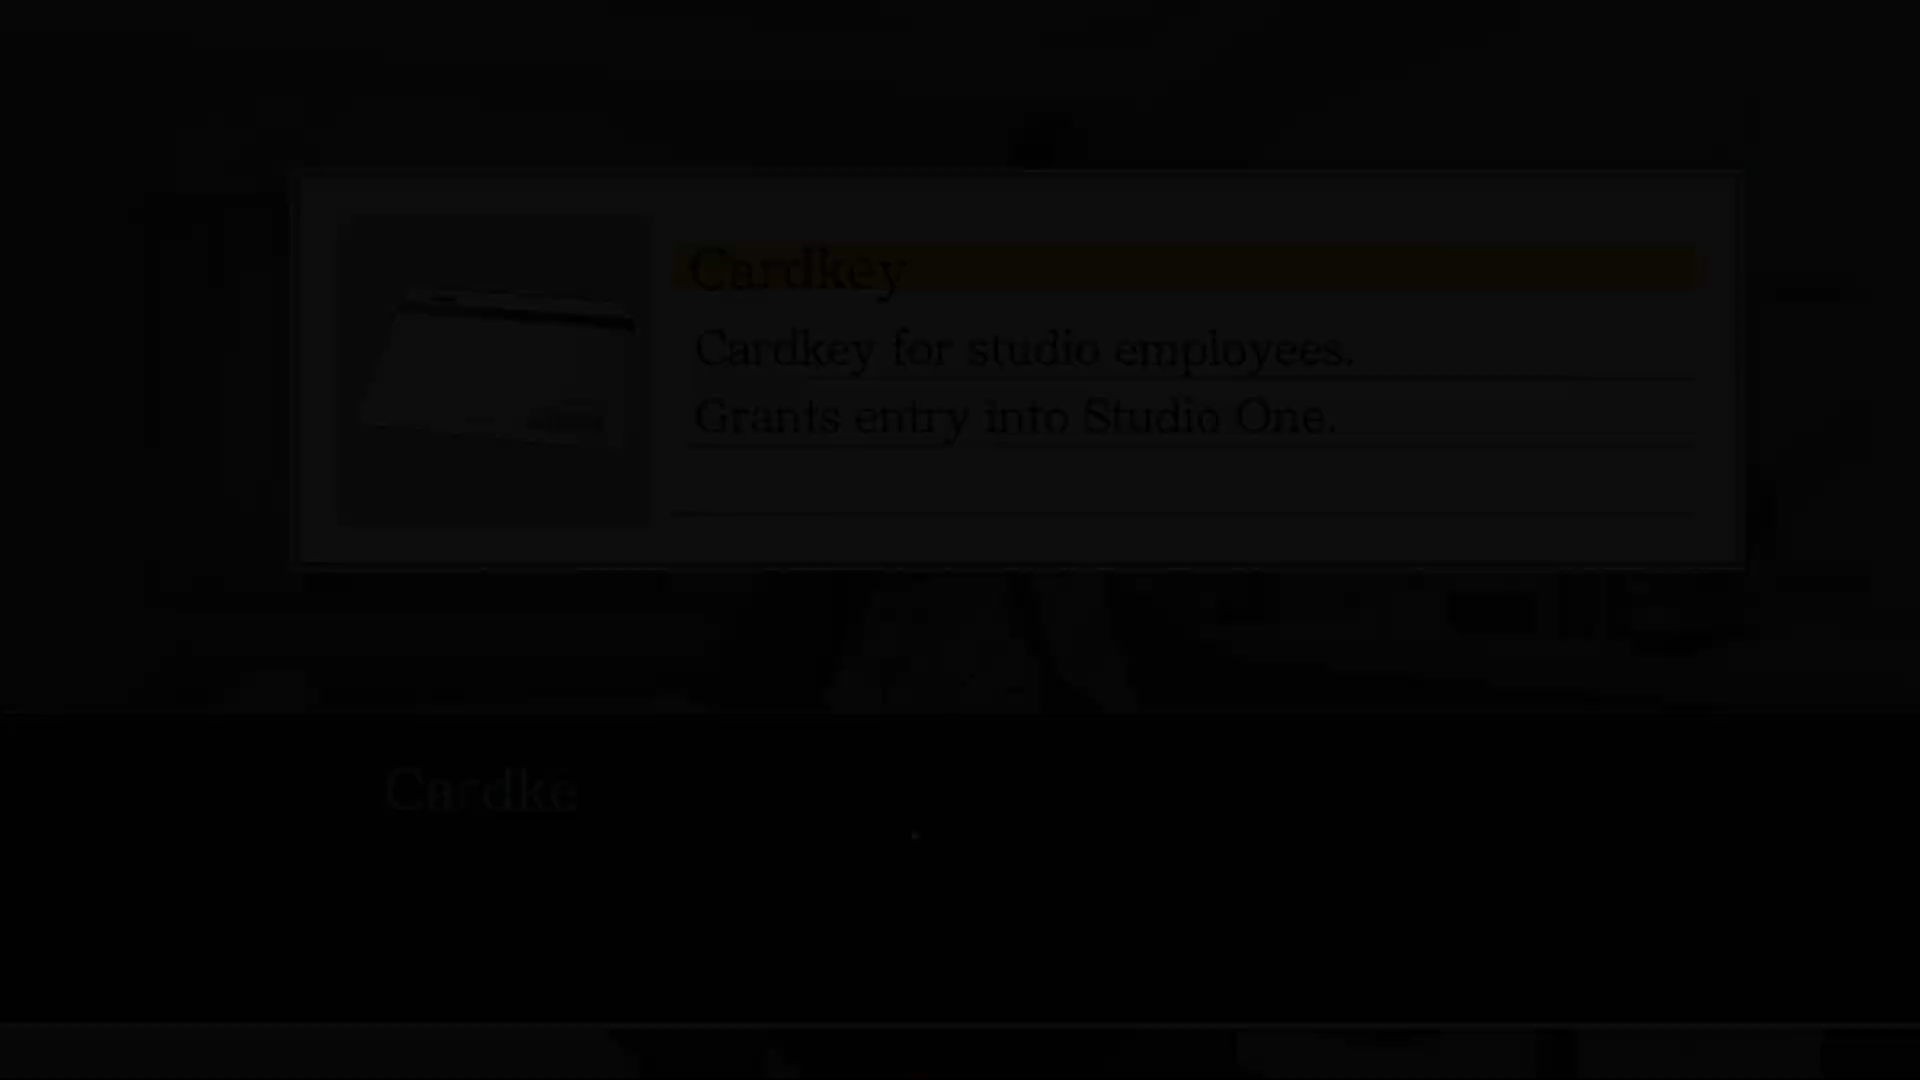 Cardkey
Cardkey for studio employees.
Grants entry into Studio One.
Cardke